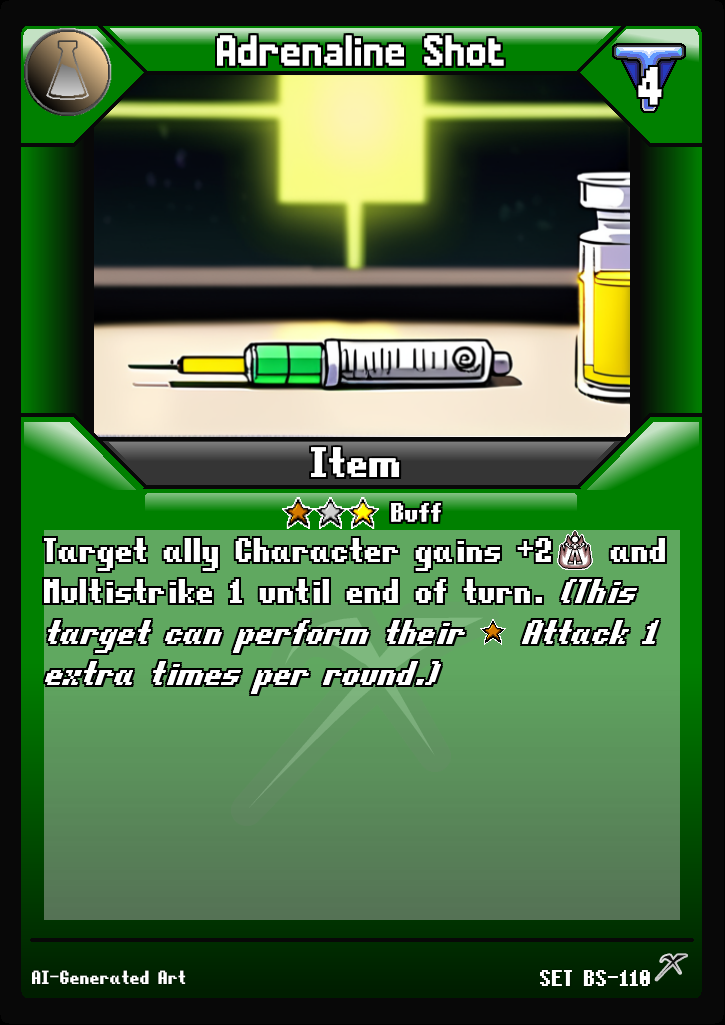 Adrenaline Shot
4
Item
Buff
Target ally Character gains +2 and
Multistrike 1 until end of turn. (This
target can perform their Attack 1
extra times per round.)
AI-Generated Art
SET BS-110